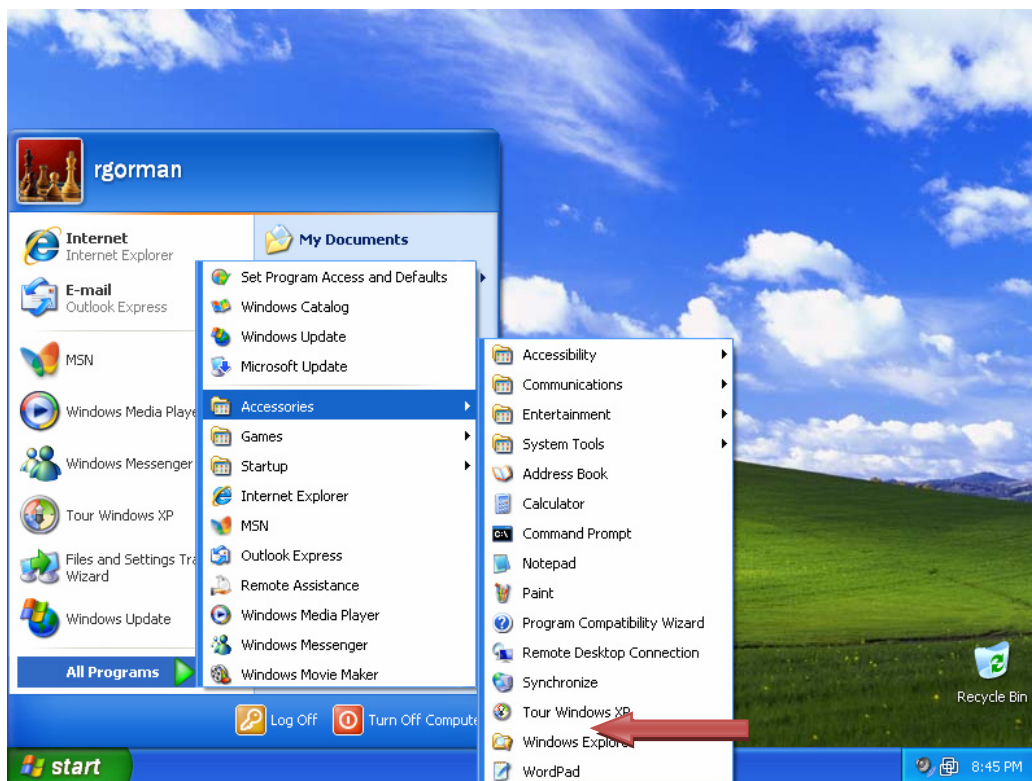 rgorman
Internet
Internet Explorer
E-mail
Outlook Express
MSN
Windows Media Playe
Windows Messenger
Tour Windows XP
Files and Settings Tra
Wizard
Windows Update
All Programs
My Documents
Set Program Access and Defaults
Windows Catalog
Windows Update
Microsoft Update
Accessories
Games
Startup
Internet Explorer
MSN
Outlook Express
Remote Assistance
Windows Media Player
Windows Messenger
Windows Movie Maker
Accessibility
Communications
Entertainment
System Tools
Address Book
Calculator
C:\
Command Prompt
Notepad
Paint
Program Compatibility Wizard
Remote Desktop Connection
Synchronize
Tour Windows XP
Windows Explorer
WordPad
Log Off
Turn Off Compute
Recycle Bin
start
8:45 PM